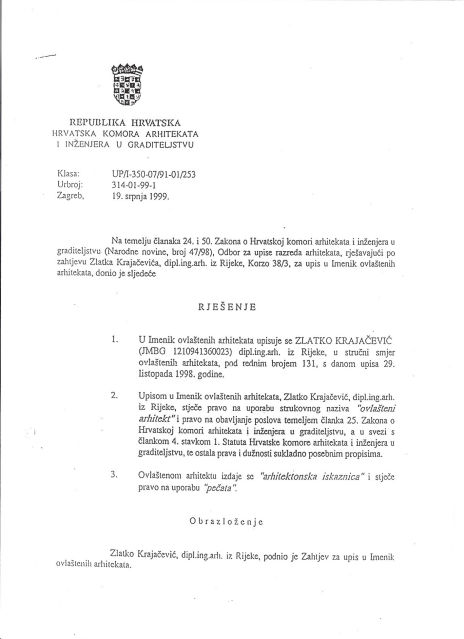 REPUBLIKA HRVATSKA
HRVATSKA KOMORA ARHITEKATA
I INŽENJERA U GRADITELJSTVU
Klasa: UP/I-350-07/91-01/253
Urbroj: 314-01-99-1
Zagreb, 19. srpnja 1999.
Na temelju članaka 24. i 50. Zakona o Hrvatskoj komori arhitekata i inženjera u
graditeljstvu (Narodne novine, broj 47/98), Odbor za upise razreda arhitekata, rješavajući po
zahtjevu Zlatka Krajačevića, dipl.ing.arh. iz Rijeke, Korzo 38/3, za upis u Imenik ovlaštenih
arhitekata, donio je sljedeće
RJEŠENJE
1. U Imenik ovlaštenih arhitekata upisuje se ZLATKO KRAJAČEVIĆ
(JMBG 1210941360023) dipl.ing.arh. iz Rijeke, u stručni smjer
ovlaštenih arhitekata, pod rednim brojem 131, s danom upisa 29.
listopada 1998. godine.
2. Upisom u Imenik ovlaštenih arhitekata, Zlatko Krajačević, dipl.ing.arh.
iz Rijeke, stječe pravo na uporabu strukovnog naziva "ovlašteni
arhitekt" i pravo na obavljanje poslova temeljem članka 25. Zakona o
Hrvatskoj komori arhitekata i inženjera u graditeljstvu, a u svezi s
člankom 4. stavkom 1. Statuta Hrvatske komore arhitekata i inženjera u
graditeljstvu, te ostala prava i dužnosti sukladno posebnim propisima.
3. Ovlaštenom arhitektu izdaje se "arhitektonska iskaznica" i stječe
pravo na uporabu "pečata".
Obrazloženje
Zlatko Krajačević, dipl.ing.arh. iz Rijeke, podnio je Zahtjev za upis u Imenik
ovlaštenih arhitekata.